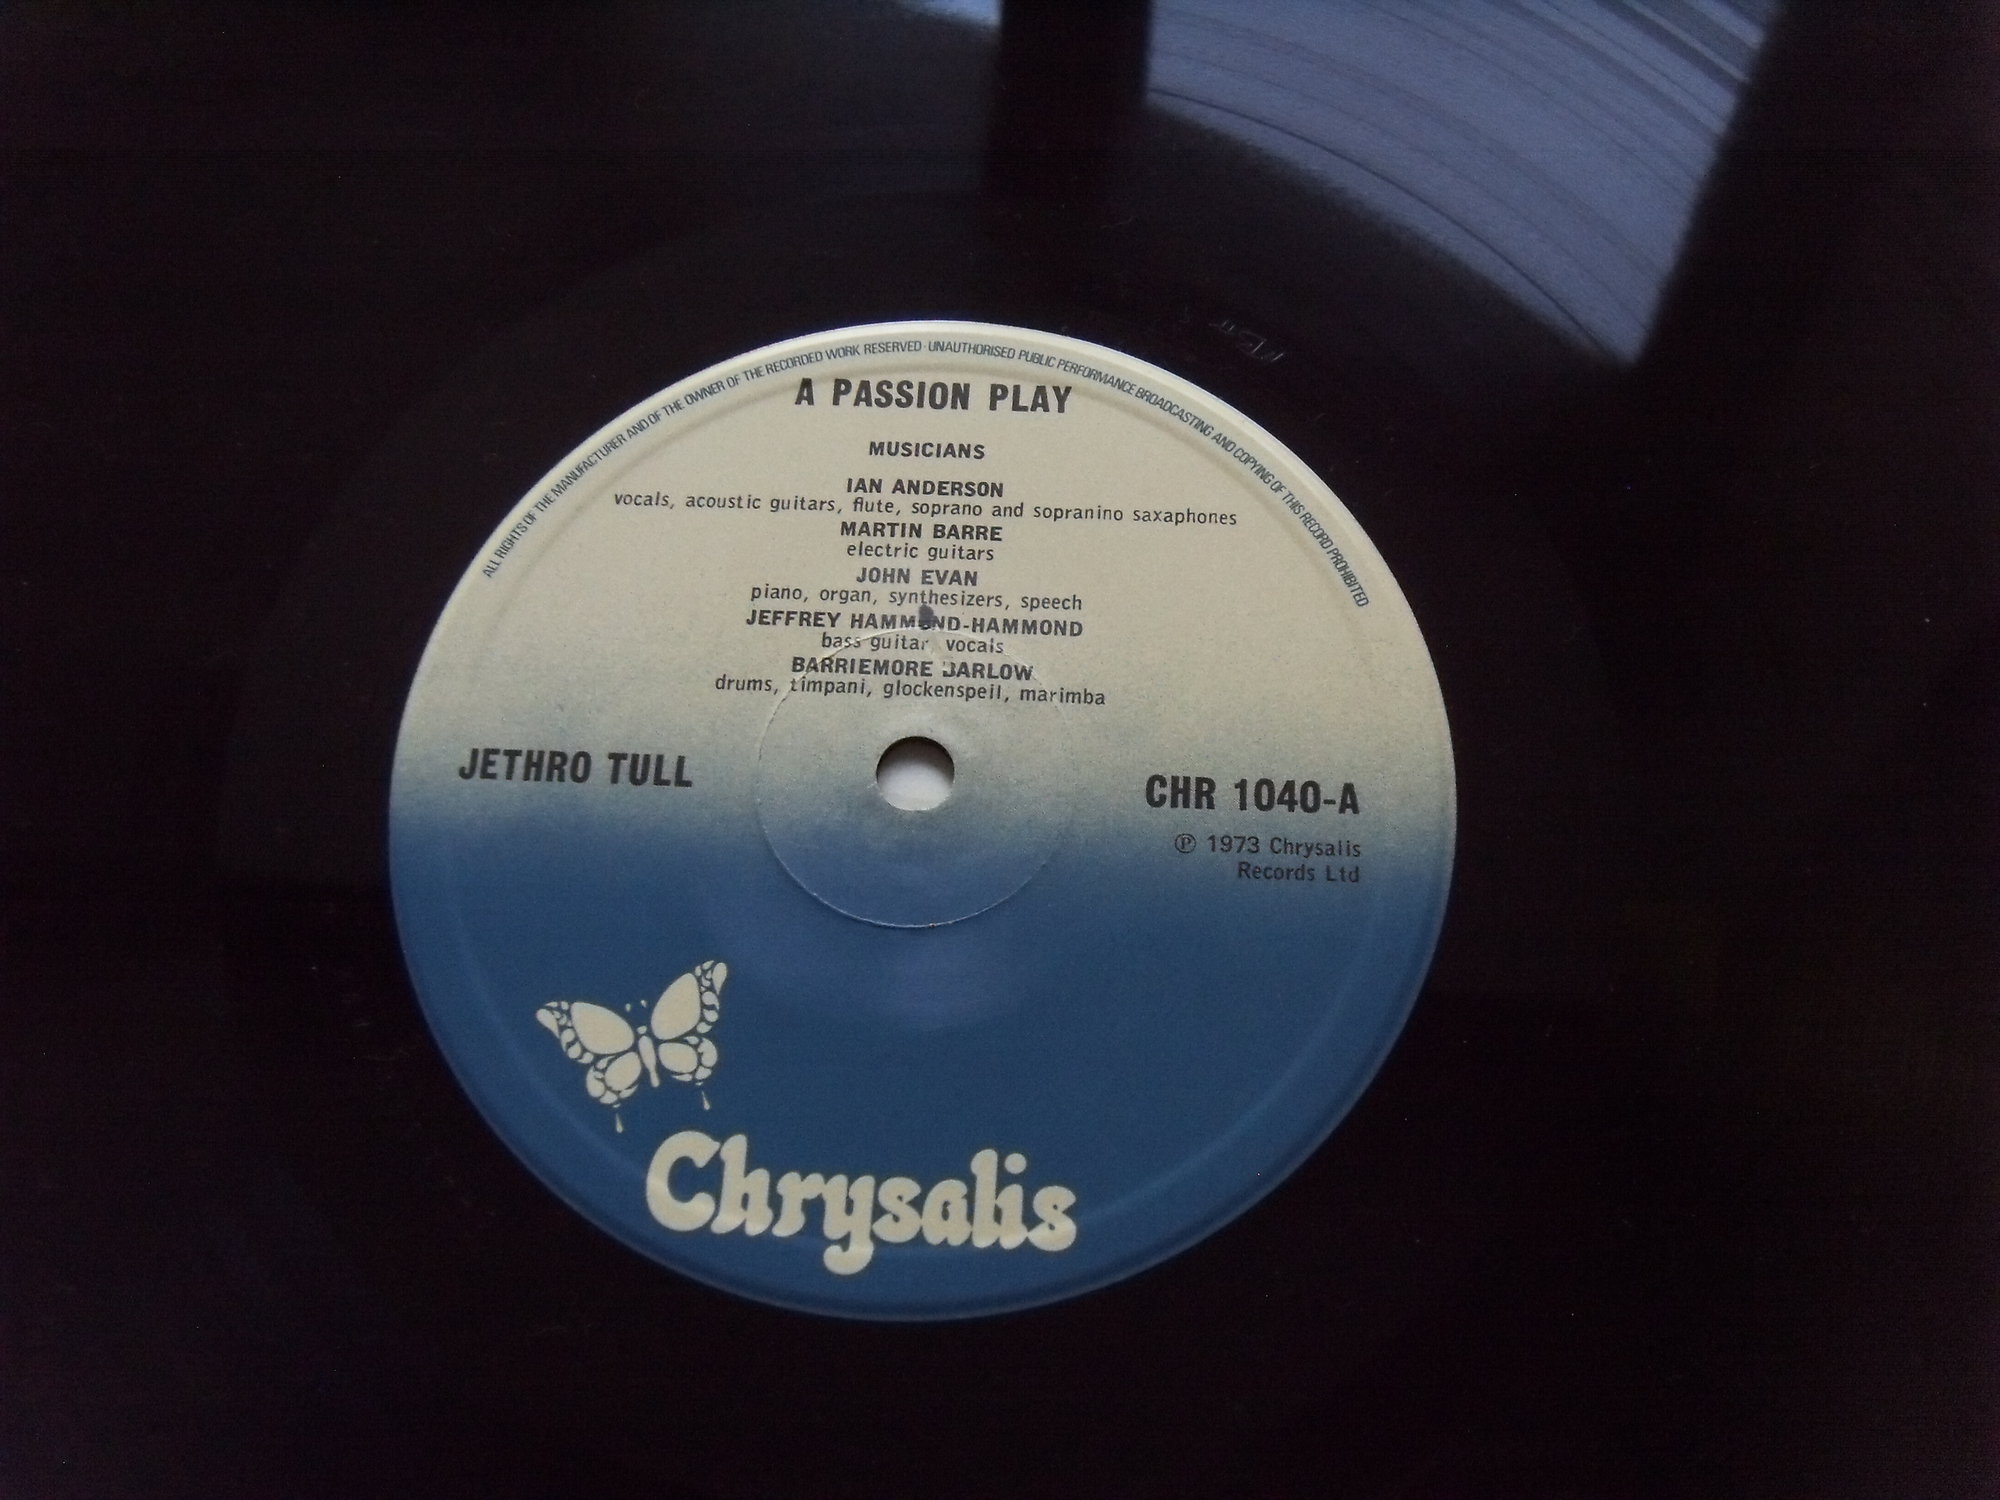 ALL RIGHTS OF THE MANUFACTURER AND OF THE OWNER OF THE RECORDED WORK RESERVED · UNAUTHORISED PUBLIC PERFORMANCE BROADCASTING AND COPYING OF THIS RECORD PROHIBITED
A PASSION PLAY
MUSICIANS
IAN ANDERSON
vocals, acoustic guitars, flute, soprano and sopranino saxaphones
MARTIN BARRE
electric guitars
JOHN EVAN
piano, organ, synthesizers, speech
JEFFREY HAMMOND-HAMMOND
bass guitar, vocals
BARRIEMORE BARLOW
drums, timpani, glockenspeil, marimba
JETHRO TULL
CHR 1040-A
℗ 1973 Chrysalis
Records Ltd
Chrysalis